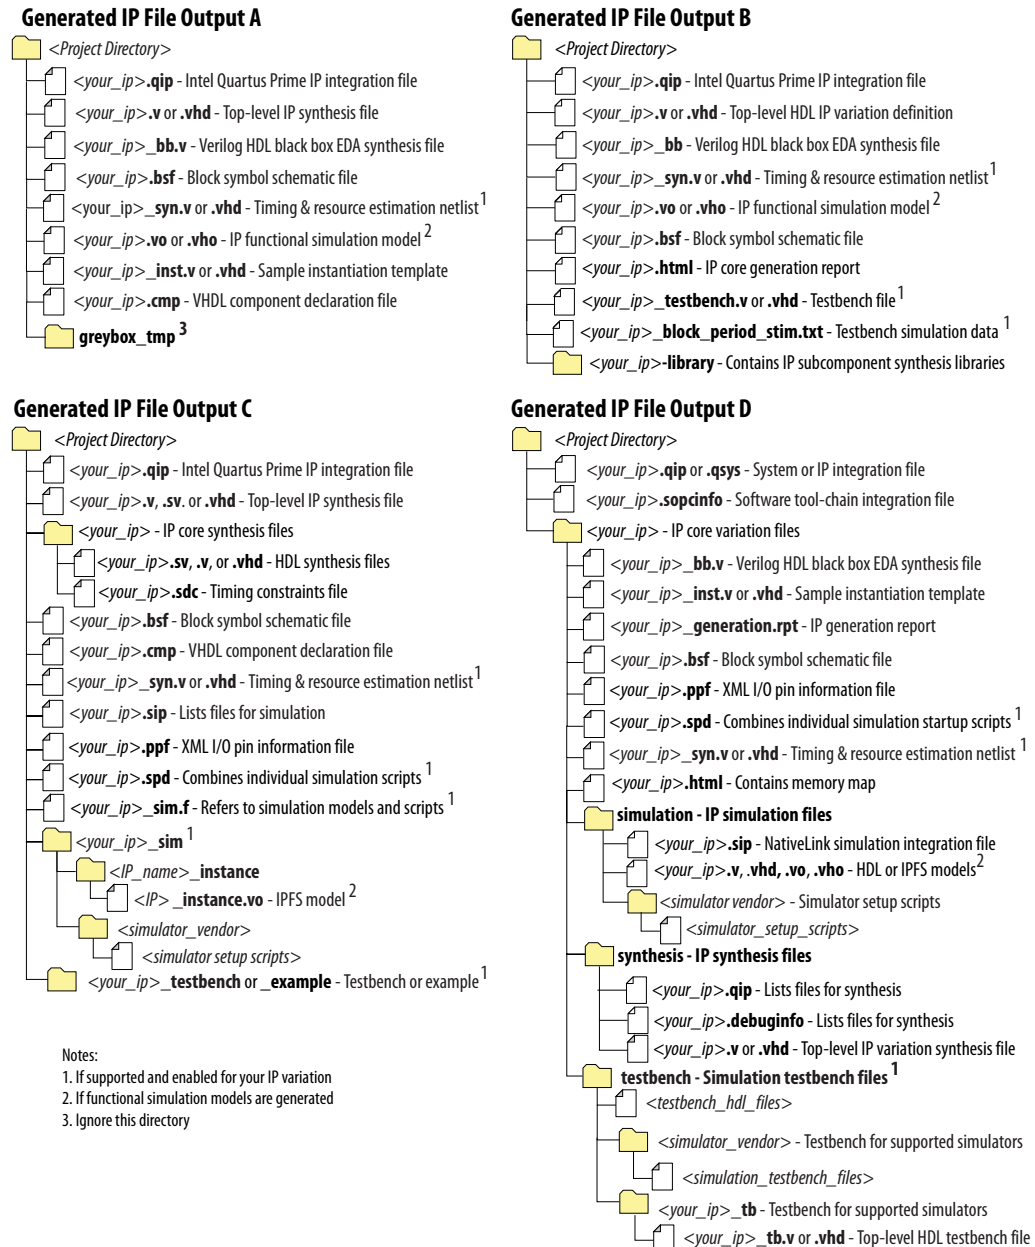 Generated IP File Output A
<Project Directory>
<your_ip>.qip - Intel Quartus Prime IP integration file
<your_ip>.v or .vhd - Top-level IP synthesis file
<your_ip>_bb.v - Verilog HDL black box EDA synthesis file
<your_ip>.bsf - Block symbol schematic file
<your_ip>_syn.v or .vhd - Timing & resource estimation netlist 1
<your_ip>.vo or .vho - IP functional simulation model 2
<your_ip>_inst.v or .vhd - Sample instantiation template
<your_ip>.cmp - VHDL component declaration file
greybox_tmp 3
Generated IP File Output B
<Project Directory>
<your_ip>.qip - Intel Quartus Prime IP integration file
<your_ip>.v or .vhd - Top-level HDL IP variation definition
<your_ip>_bb - Verilog HDL black box EDA synthesis file
<your_ip>_syn.v or .vhd - Timing & resource estimation netlist 1
<your_ip>.vo or .vho - IP functional simulation model 2
<your_ip>.bsf - Block symbol schematic file
<your_ip>.html - IP core generation report
<your_ip>_testbench.v or .vhd - Testbench file 1
<your_ip>_block_period_stim.txt - Testbench simulation data 1
<your_ip>-library - Contains IP subcomponent synthesis libraries
Generated IP File Output C
<Project Directory>
<your_ip>.qip - Intel Quartus Prime IP integration file
<your_ip>.v, .sv. or .vhd - Top-level IP synthesis file
<your_ip> - IP core synthesis files
<your_ip>.sv, .v, or .vhd - HDL synthesis files
<your_ip>.sdc - Timing constraints file
<your_ip>.bsf - Block symbol schematic file
<your_ip>.cmp - VHDL component declaration file
<your_ip>_syn.v or .vhd - Timing & resource estimation netlist 1
<your_ip>.sip - Lists files for simulation
<your_ip>.ppf - XML I/O pin information file
<your_ip>.spd - Combines individual simulation scripts 1
<your_ip>_sim.f - Refers to simulation models and scripts 1
<your_ip>_sim 1
<IP_name>_instance
<IP>_instance.vo - IPFS model 2
<simulator_vendor>
<simulator setup scripts>
<your_ip>_testbench or _example - Testbench or example 1
Notes:
1. If supported and enabled for your IP variation
2. If functional simulation models are generated
3. Ignore this directory
Generated IP File Output D
<Project Directory>
<your_ip>.qip or .qsys - System or IP integration file
<your_ip>.sopcinfo - Software tool-chain integration file
<your_ip> - IP core variation files
<your_ip>_bb.v - Verilog HDL black box EDA synthesis file
<your_ip>_inst.v or .vhd - Sample instantiation template
<your_ip>_generation.rpt - IP generation report
<your_ip>.bsf - Block symbol schematic file
<your_ip>.ppf - XML I/O pin information file
<your_ip>.spd - Combines individual simulation startup scripts 1
<your_ip>_syn.v or .vhd - Timing & resource estimation netlist 1
<your_ip>.html - Contains memory map
simulation - IP simulation files
<your_ip>.sip - NativeLink simulation integration file
<your_ip>.v, .vhd, .vo, .vho - HDL or IPFS models 2
<simulator vendor> - Simulator setup scripts
<simulator_setup_scripts>
synthesis - IP synthesis files
<your_ip>.qip - Lists files for synthesis
<your_ip>.debuginfo - Lists files for synthesis
<your_ip>.v or .vhd - Top-level IP variation synthesis file
testbench - Simulation testbench files 1
<testbench_hdl_files>
<simulator_vendor> - Testbench for supported simulators
<simulation_testbench_files>
<your_ip>_tb - Testbench for supported simulators
<your_ip>_tb.v or .vhd - Top-level HDL testbench file